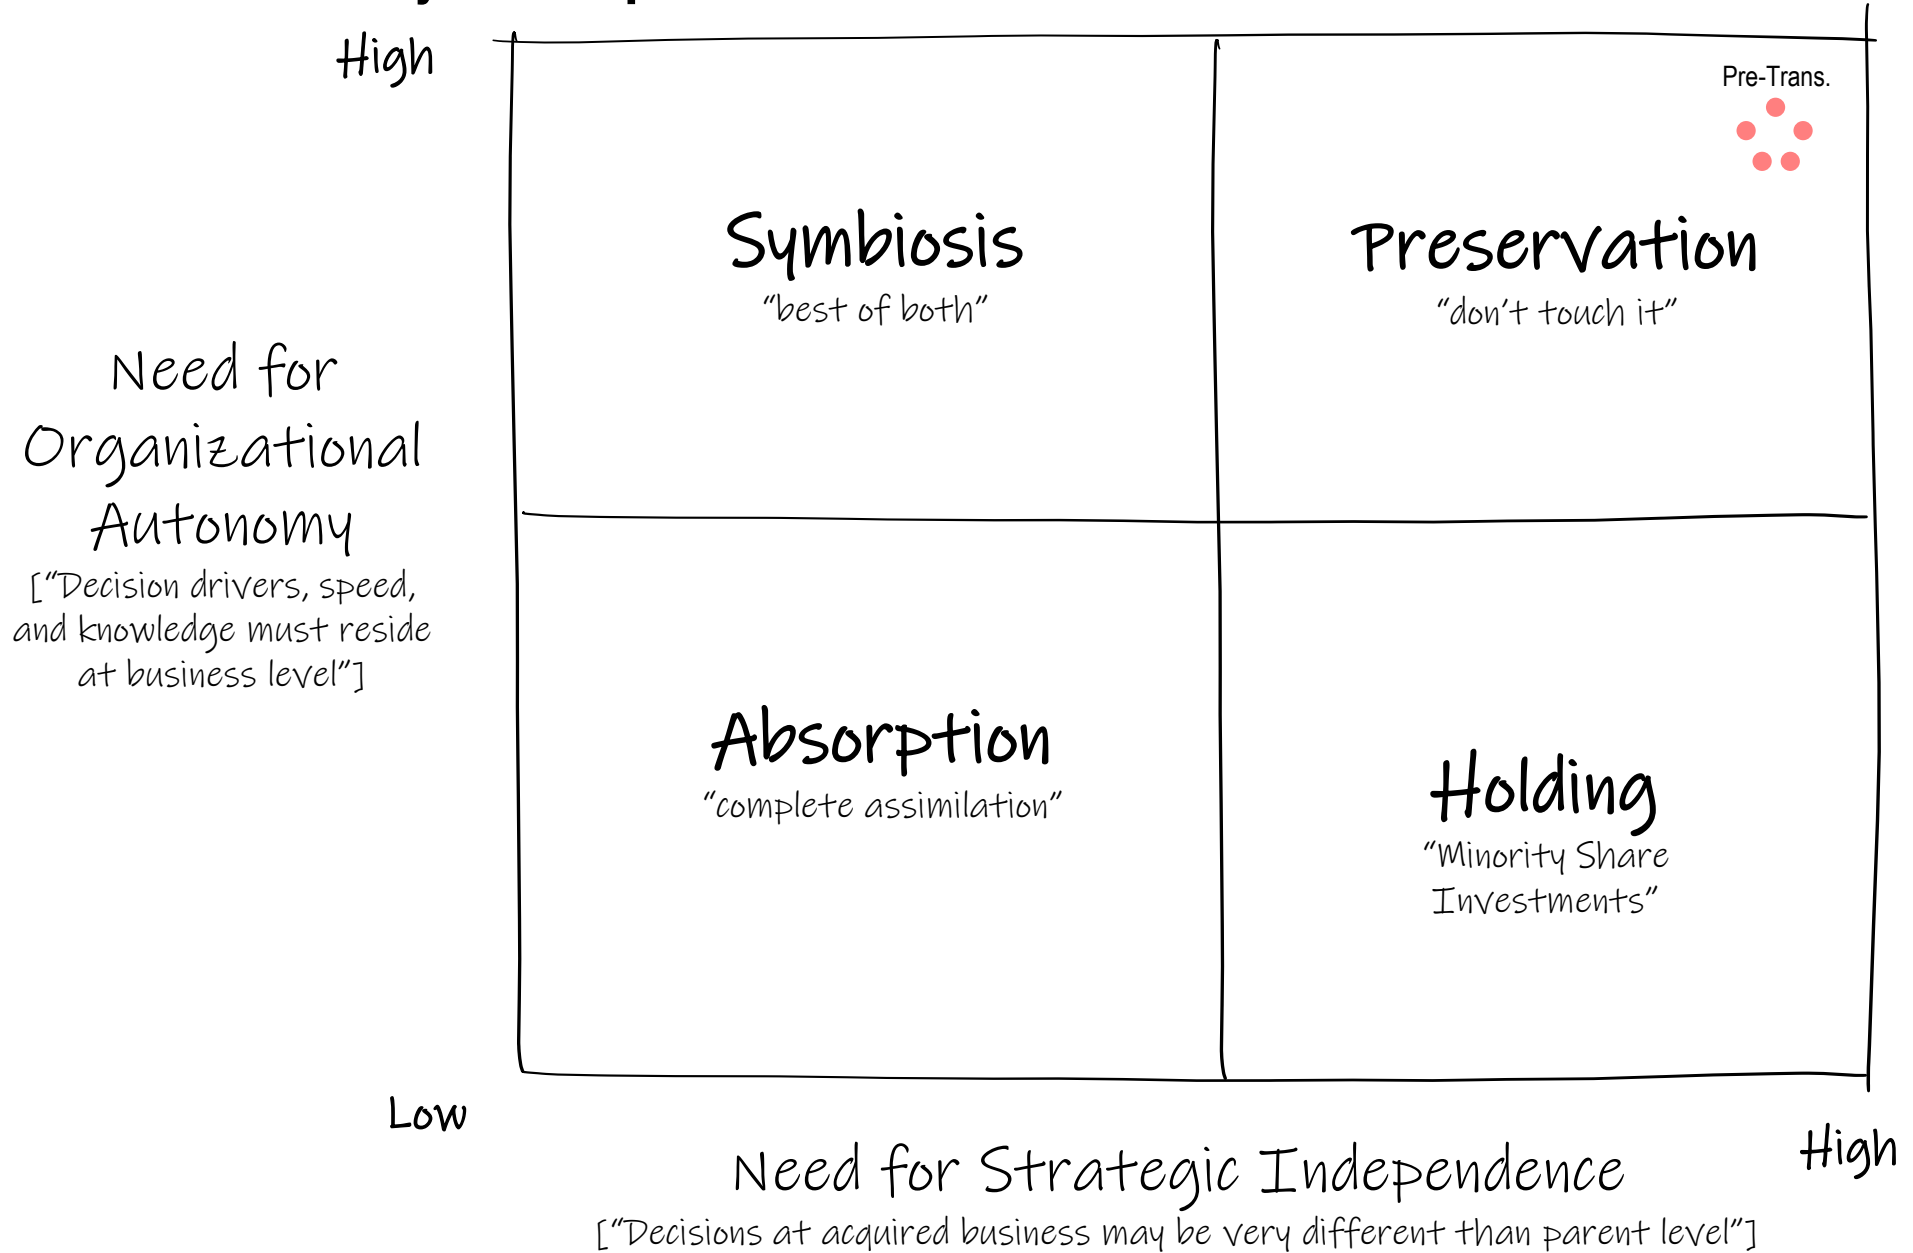 High
Pre-Trans.
Symbiosis
“best of both”
Preservation
“don’t touch it”
Need for
Organizational
Autonomy
[“Decision drivers, speed,
and knowledge must reside
at business level”]
Absorption
“complete assimilation”
Holding
“Minority Share
Investments”
Low
High
Need for Strategic Independence
[“Decisions at acquired business may be very different than parent level”]